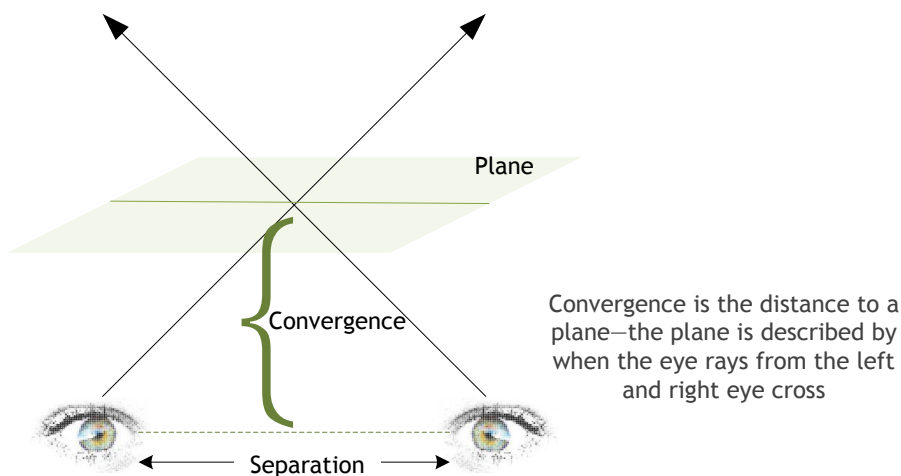 Plane
Convergence
Convergence is the distance to a
plane—the plane is described by
when the eye rays from the left
and right eye cross
Separation